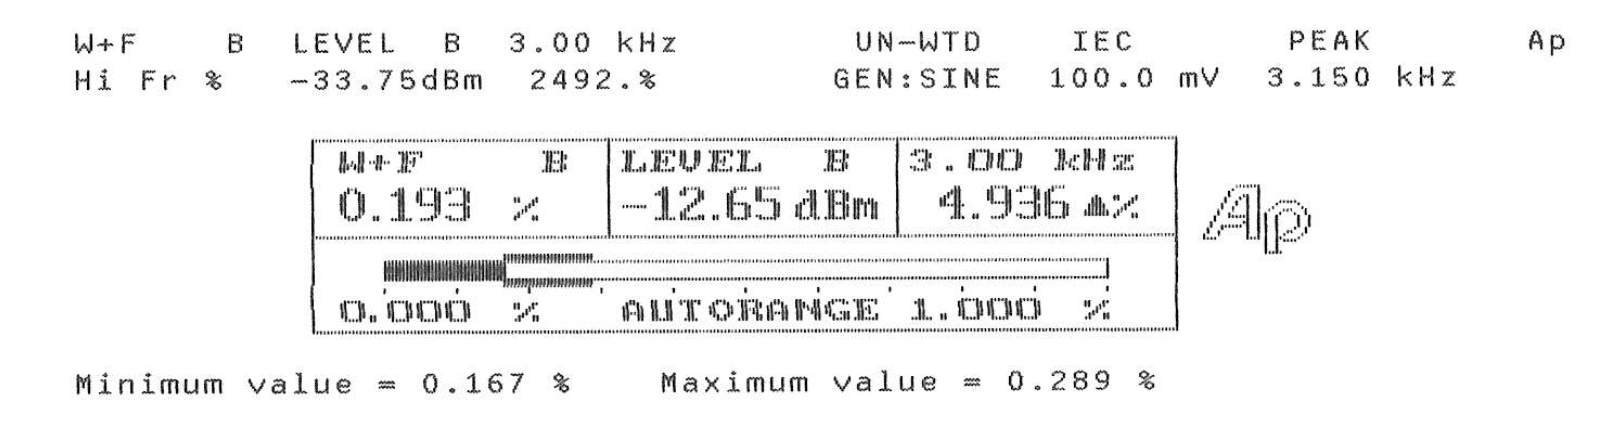 W+F B LEVEL B 3.00 kHz UN-WTD IEC PEAK Ap
Hi Fr % -33.75dBm 2492.% GEN:SINE 100.0 mV 3.150 kHz
W+F B LEVEL B 3.00 kHz
0.193 % -12.65 dBm 4.936 ▲%
Ap
0.000 % AUTORANGE 1.000 %
Minimum value = 0.167 % Maximum value = 0.289 %